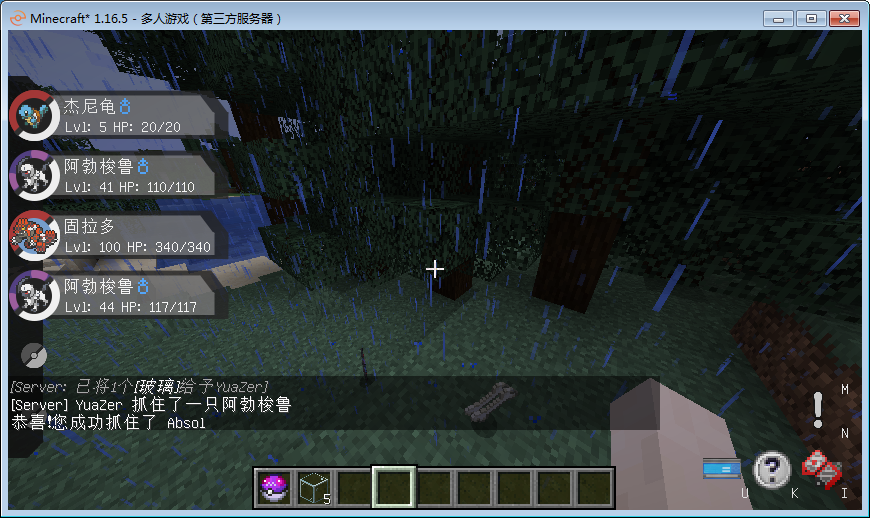 Minecraft* 1.16.5 - 多人游戏（第三方服务器）
杰尼龟
Lvl: 5 HP: 20/20
阿勃梭鲁
Lvl: 41 HP: 110/110
固拉多
Lvl: 100 HP: 340/340
阿勃梭鲁
Lvl: 44 HP: 117/117
[Server: 已将1个[玻璃]给予YuaZer]
[Server] YuaZer 抓住了一只阿勃梭鲁
恭喜!您成功抓住了 Absol
M
N
5
U
K
I